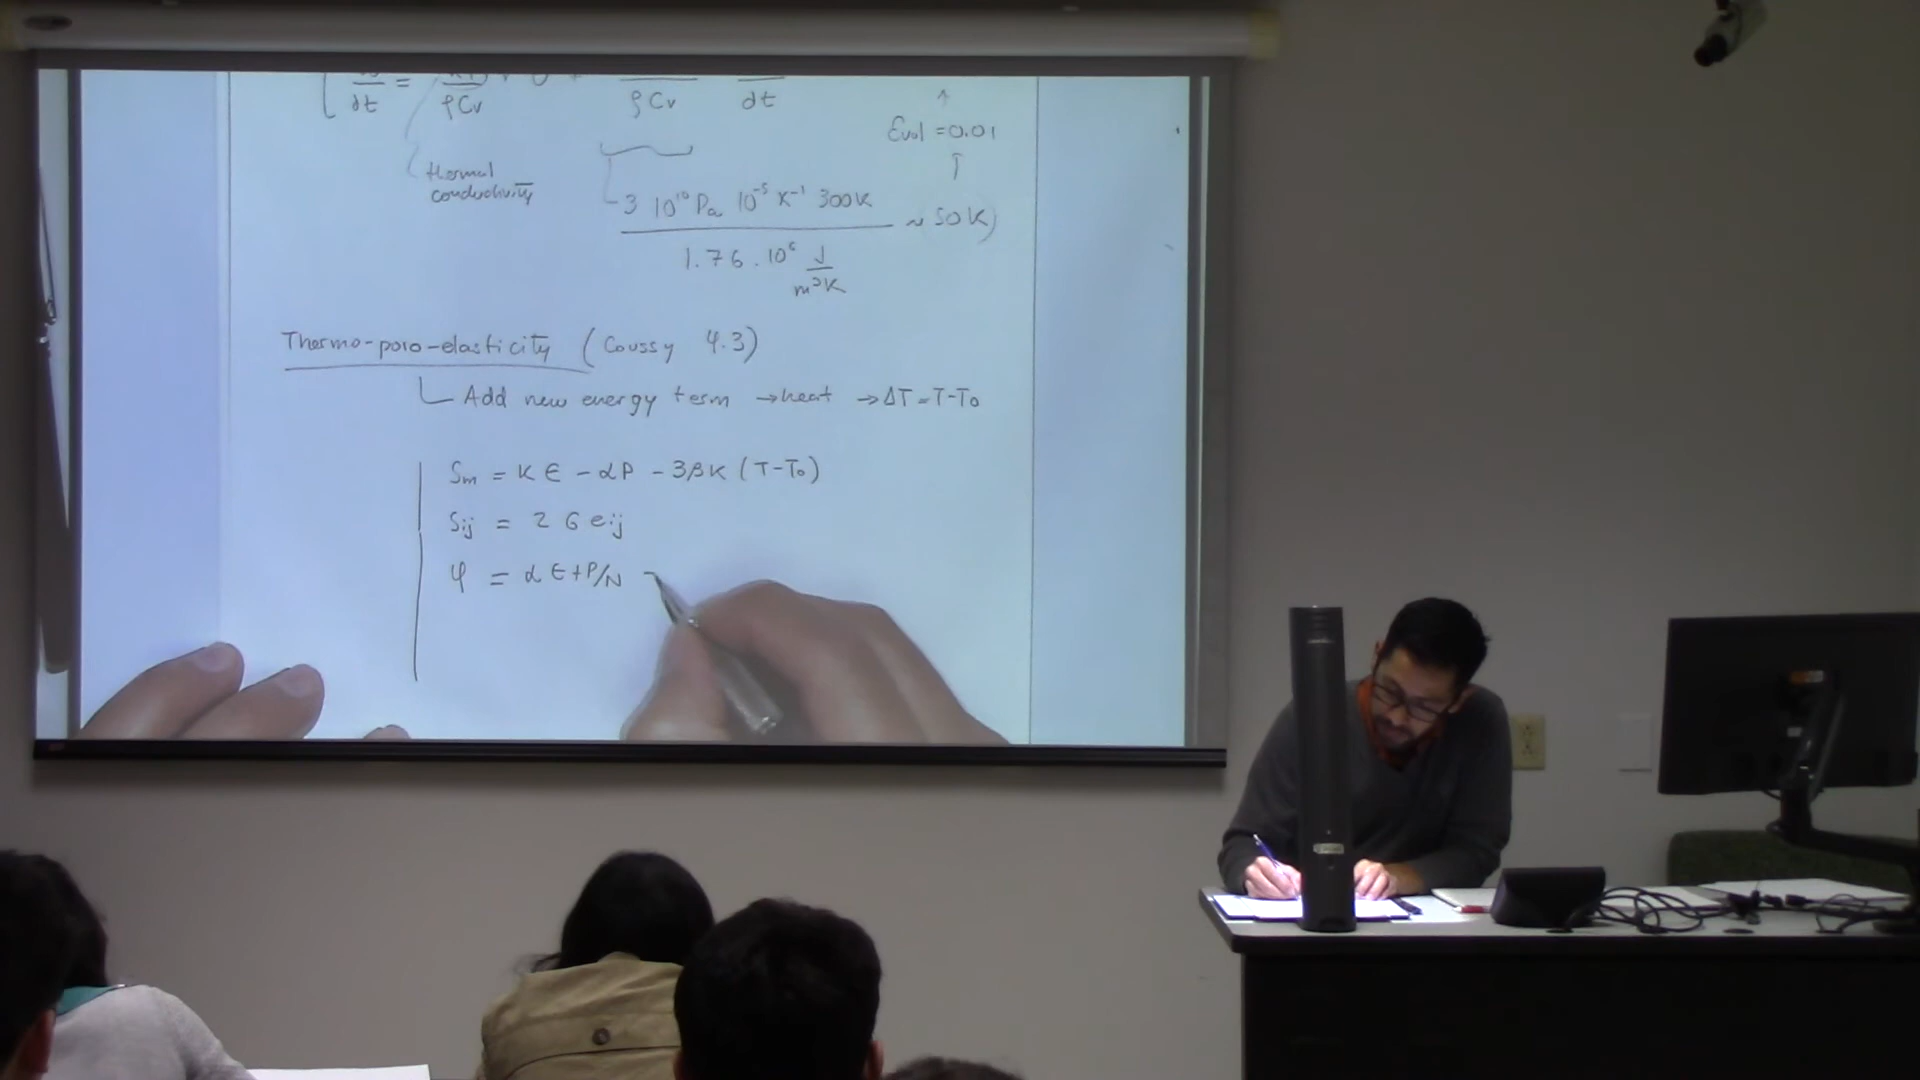 dt = ρCv ρCv dt
εvol = 0.01
thermal
conductivity
3 10¹⁰ Pa 10⁻⁵ K⁻¹ 300K ~ 50 K)
1.76 . 10⁶ J
m³K
Thermo-poro-elasticity (Coussy 4.3)
Add new energy term → heat → ΔT = T-T₀
Sm = K ε - αP - 3βK (T-T₀)
Sij = 2 G eij
φ = α ε + P/N -